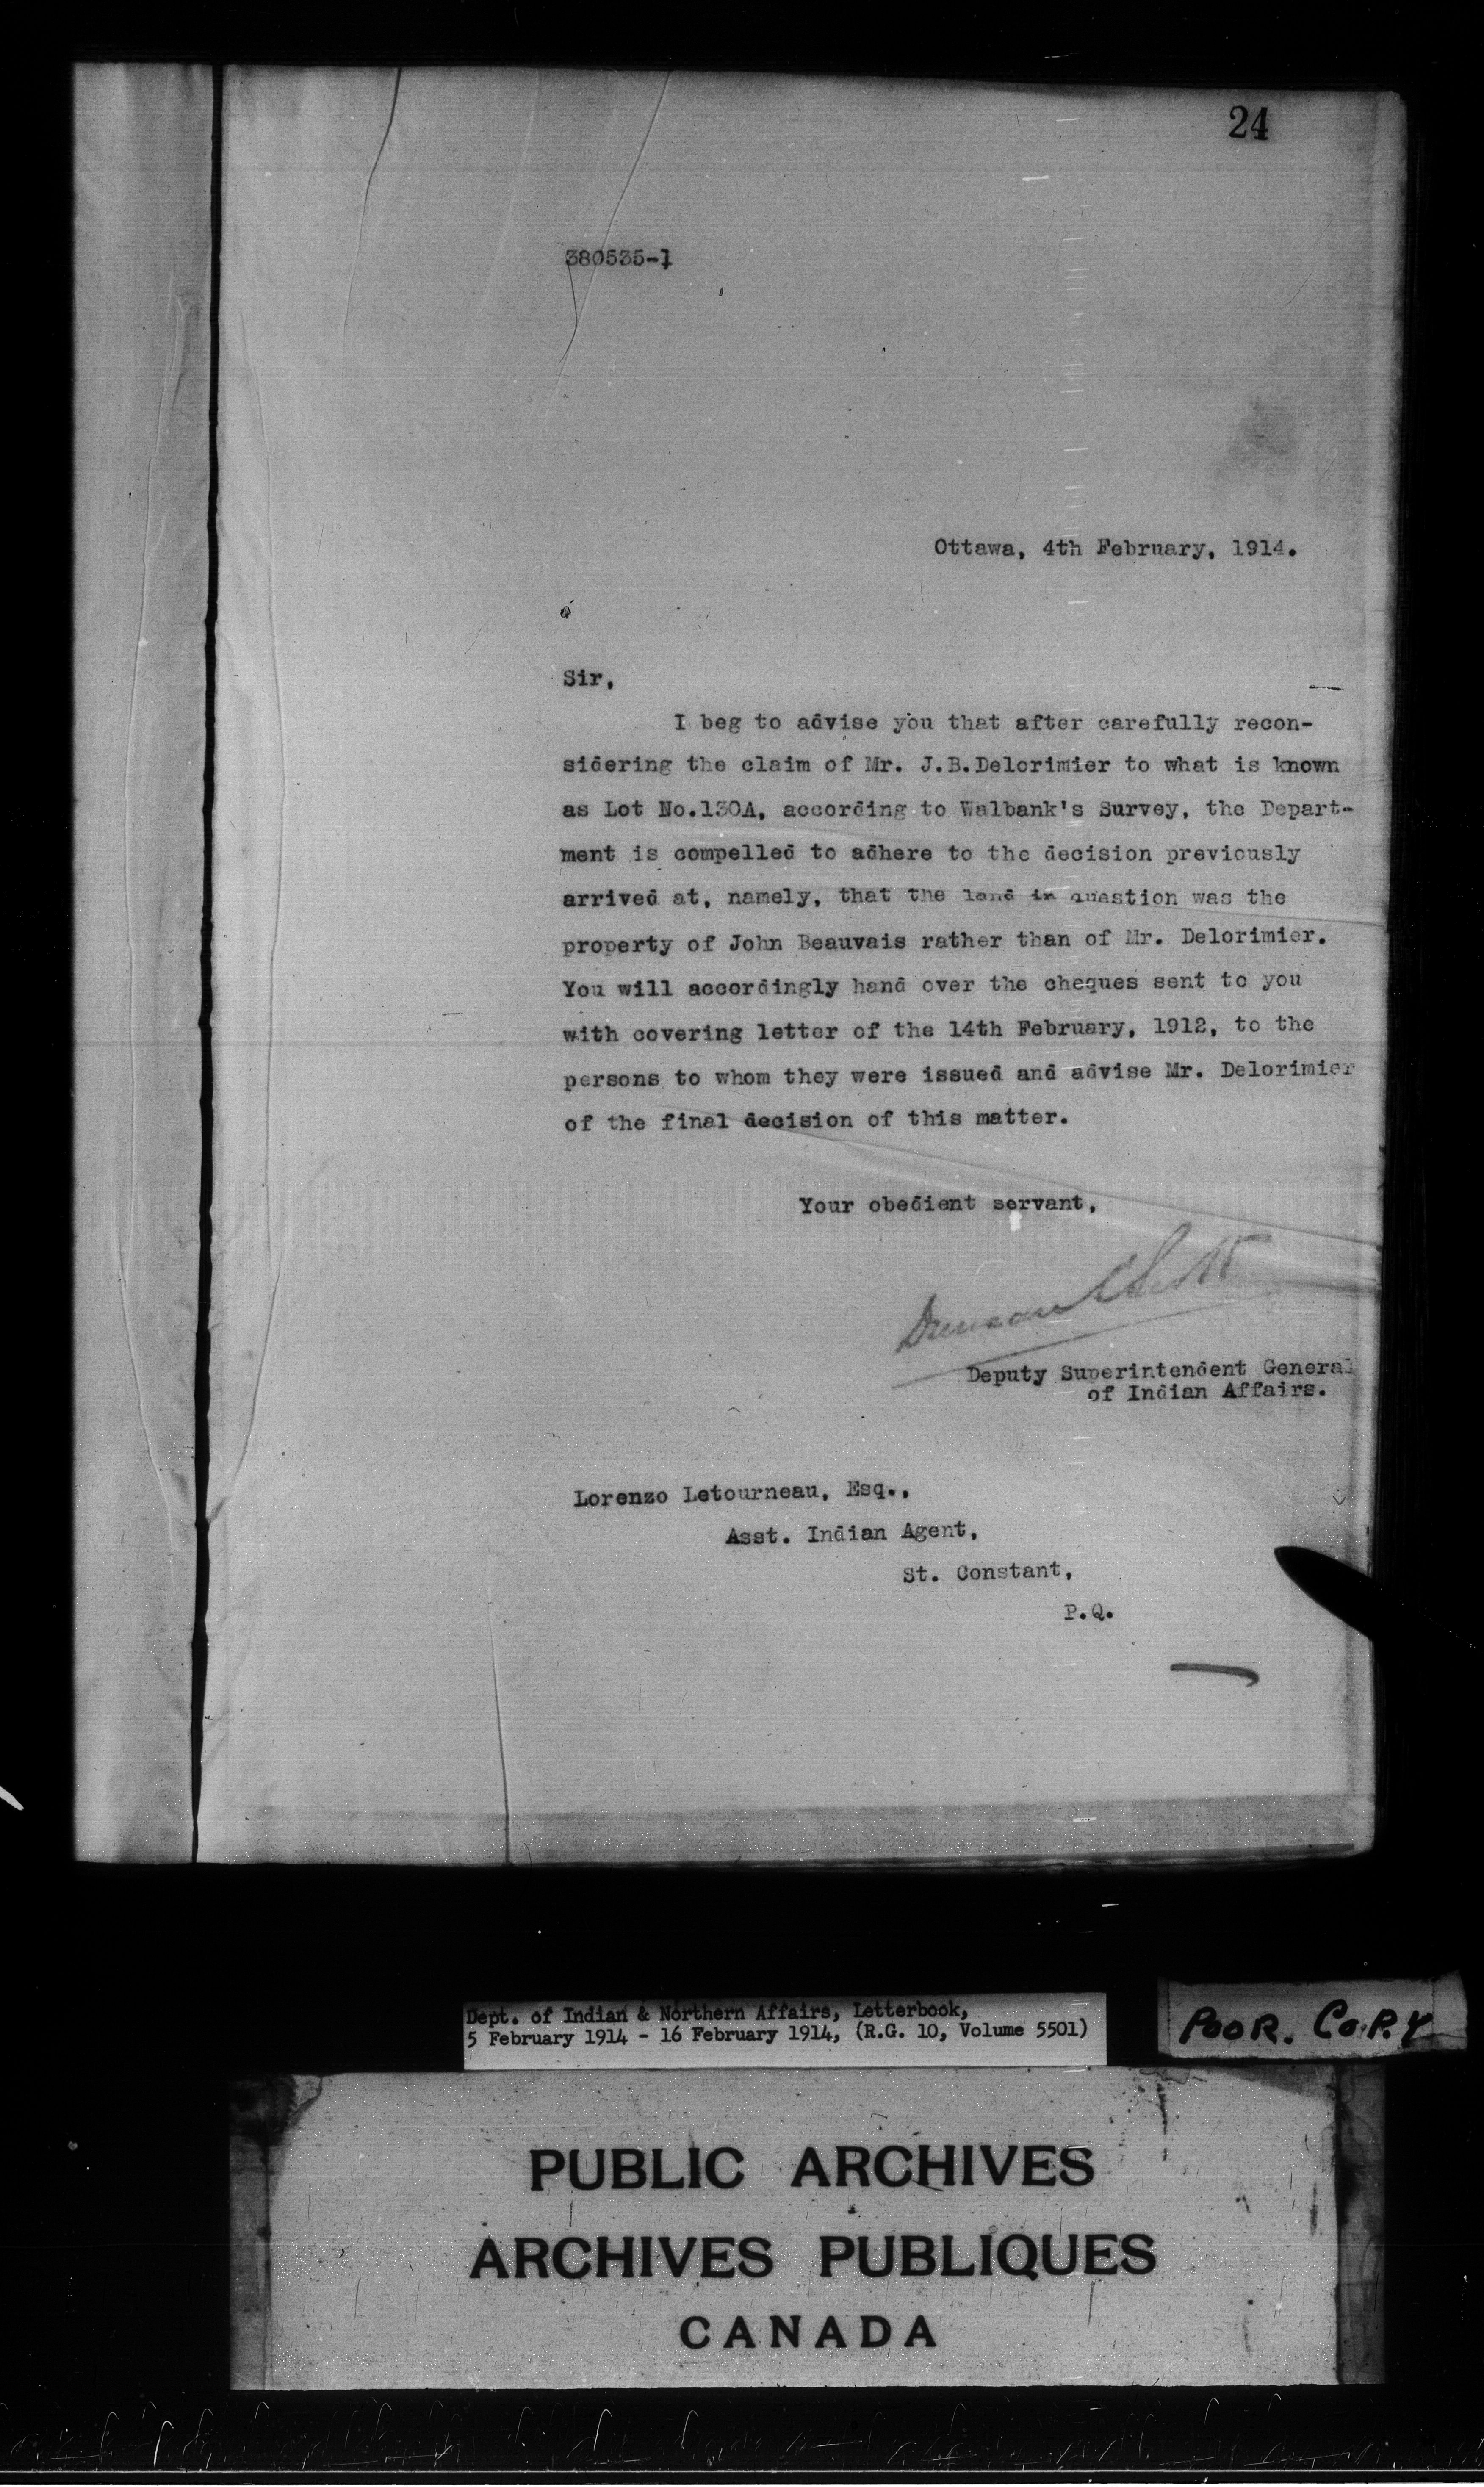 24
380535-1
Ottawa, 4th February, 1914.
Sir,
I beg to advise you that after carefully recon-
sidering the claim of Mr. J.B.Delorimier to what is known
as Lot No.130A, according to Walbank's Survey, the Depart-
ment is compelled to adhere to the decision previously
arrived at, namely, that the land in question was the
property of John Beauvais rather than of Mr. Delorimier.
You will accordingly hand over the cheques sent to you
with covering letter of the 14th February, 1912, to the
persons to whom they were issued and advise Mr. Delorimier
of the final decision of this matter.
Your obedient servant,
Duncan C Scott
Deputy Superintendent General
of Indian Affairs.
Lorenzo Letourneau, Esq.,
Asst. Indian Agent,
St. Constant,
P.Q.
Dept. of Indian & Northern Affairs, Letterbook,
5 February 1914 - 16 February 1914, (R.G. 10, Volume 5501)
POOR. COPY
PUBLIC ARCHIVES
ARCHIVES PUBLIQUES
CANADA